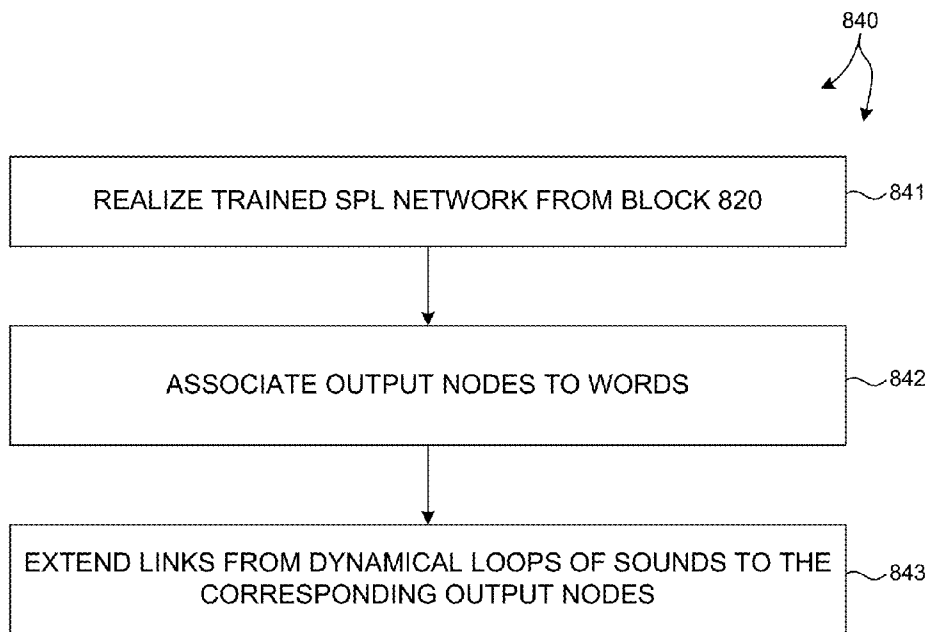 840
REALIZE TRAINED SPL NETWORK FROM BLOCK 820
841
ASSOCIATE OUTPUT NODES TO WORDS
842
EXTEND LINKS FROM DYNAMICAL LOOPS OF SOUNDS TO THE
CORRESPONDING OUTPUT NODES
843